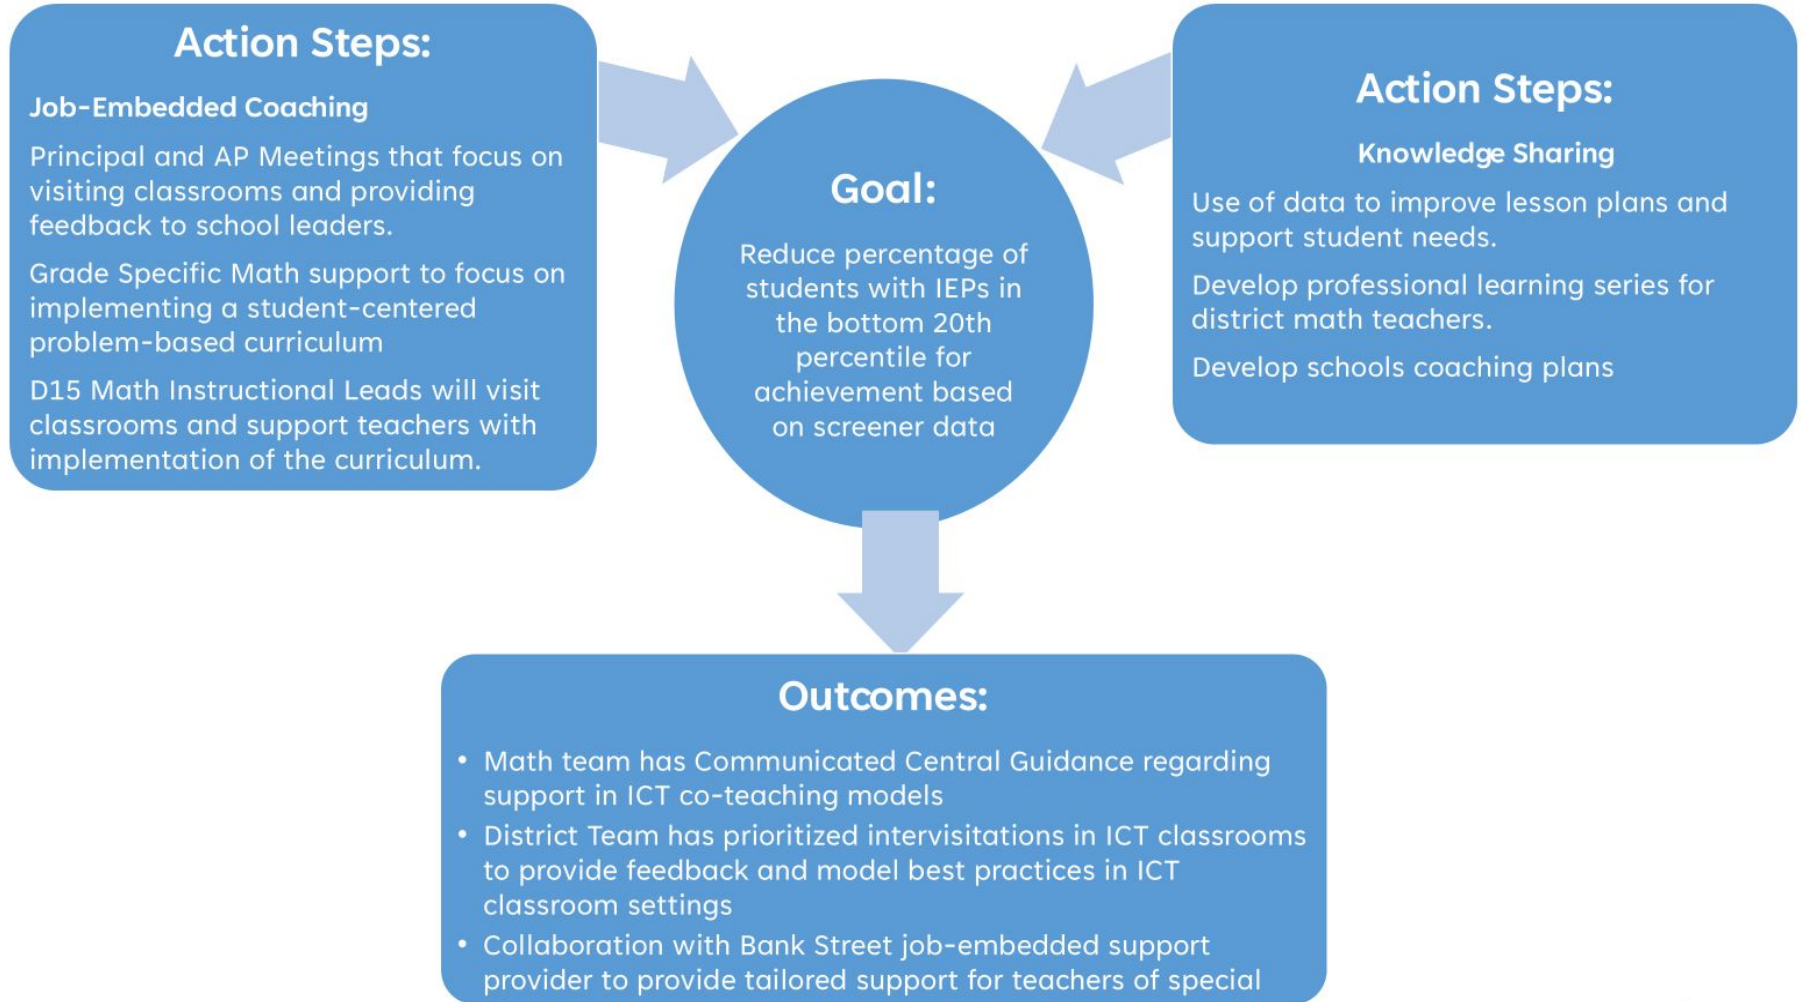 Action Steps:
Job-Embedded Coaching
Principal and AP Meetings that focus on
visiting classrooms and providing
feedback to school leaders.
Grade Specific Math support to focus on
implementing a student-centered
problem-based curriculum
D15 Math Instructional Leads will visit
classrooms and support teachers with
implementation of the curriculum.
Goal:
Reduce percentage of
students with IEPs in
the bottom 20th
percentile for
achievement based
on screener data
Action Steps:
Knowledge Sharing
Use of data to improve lesson plans and
support student needs.
Develop professional learning series for
district math teachers.
Develop schools coaching plans
Outcomes:
• Math team has Communicated Central Guidance regarding
support in ICT co-teaching models
• District Team has prioritized intervisitations in ICT classrooms
to provide feedback and model best practices in ICT
classroom settings
• Collaboration with Bank Street job-embedded support
provider to provide tailored support for teachers of special